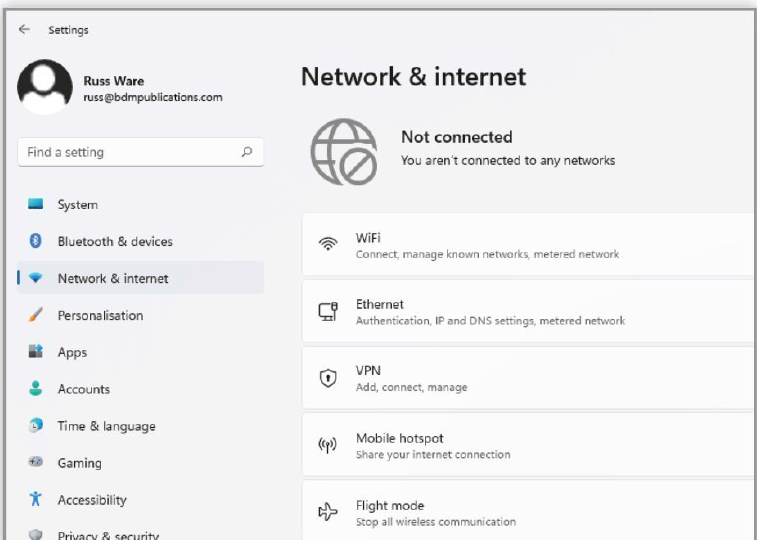 Settings
Russ Ware
russ@bdmpublications.com
Find a setting
System
Bluetooth & devices
Network & internet
Personalisation
Apps
Accounts
Time & language
Gaming
Accessibility
Privacy & security
Network & internet
Not connected
You aren't connected to any networks
WiFi
Connect, manage known networks, metered network
Ethernet
Authentication, IP and DNS settings, metered network
VPN
Add, connect, manage
Mobile hotspot
Share your internet connection
Flight mode
Stop all wireless communication